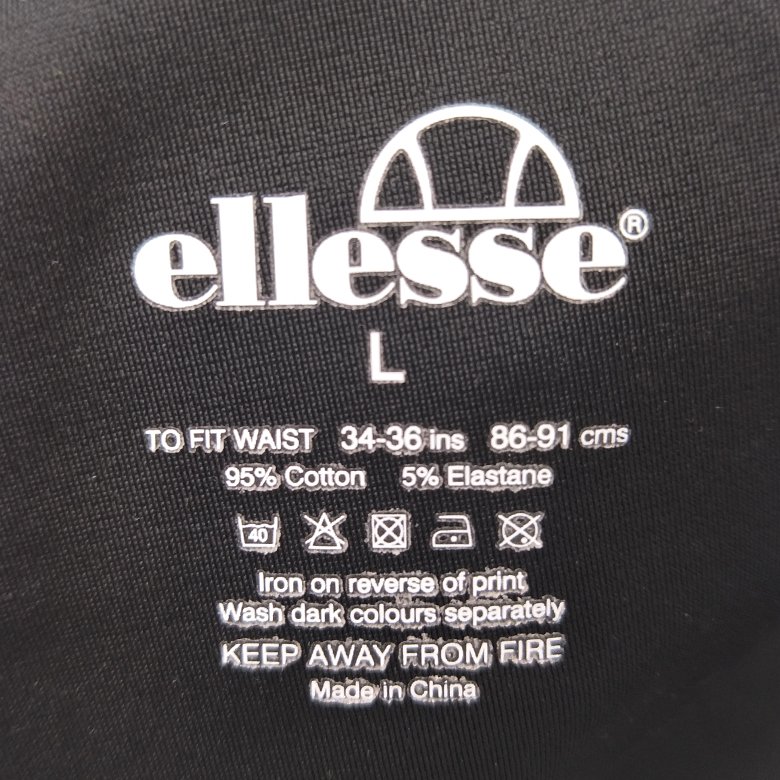 ellesse®
L
TO FIT WAIST 34-36 ins 86-91 cms
95% Cotton 5% Elastane
40
Iron on reverse of print
Wash dark colours separately
KEEP AWAY FROM FIRE
Made in China